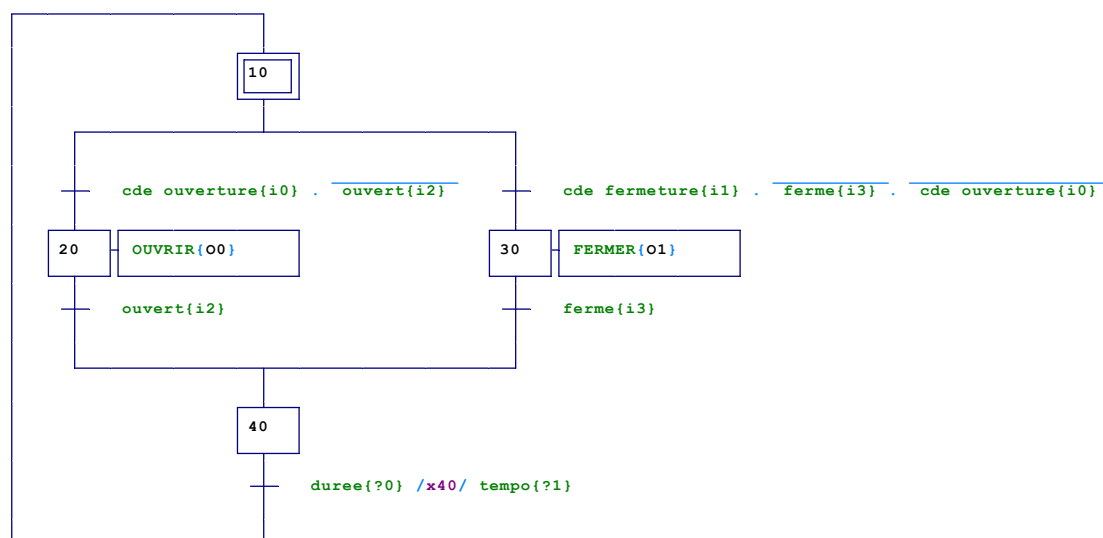 10
cde ouverture{i0} . ouvert{i2} cde fermeture{i1} . ferme{i3} . cde ouverture{i0}
20 OUVRIR{O0} 30 FERMER{O1}
ouvert{i2} ferme{i3}
40
duree{?0} /x40/ tempo{?1}